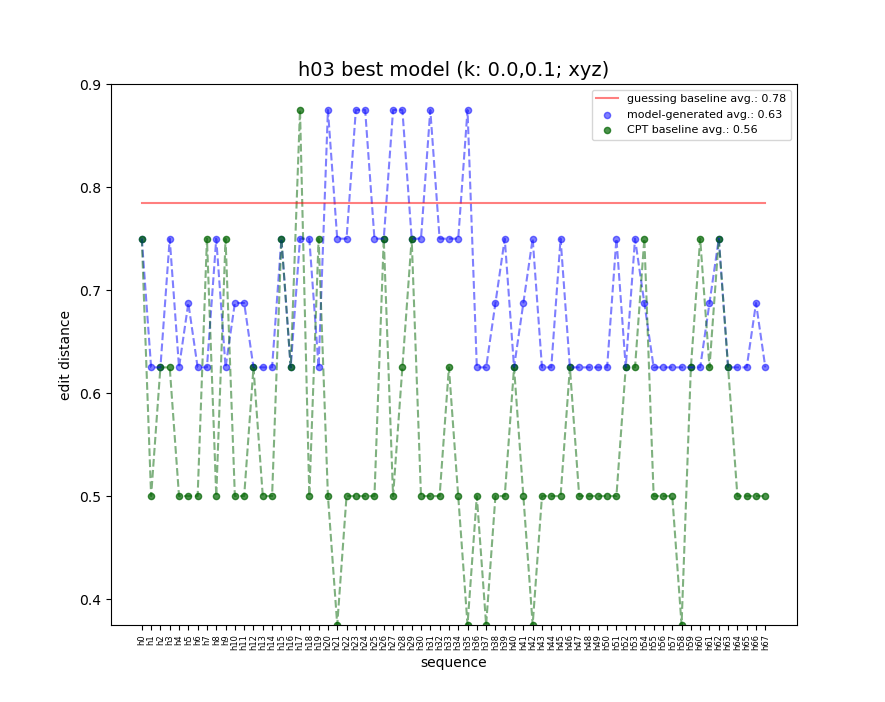 h03 best model (k: 0.0,0.1; xyz)
guessing baseline avg.: 0.78
model-generated avg.: 0.63
CPT baseline avg.: 0.56
edit distance
0.9
0.8
0.7
0.6
0.5
0.4
h0 h1 h2 h3 h4 h5 h6 h7 h8 h9 h10 h11 h12 h13 h14 h15 h16 h17 h18 h19 h20 h21 h22 h23 h24 h25 h26 h27 h28 h29 h30 h31 h32 h33 h34 h35 h36 h37 h38 h39 h40 h41 h42 h43 h44 h45 h46 h47 h48 h49 h50 h51 h52 h53 h54 h55 h56 h57 h58 h59 h60 h61 h62 h63 h64 h65 h66 h67
sequence